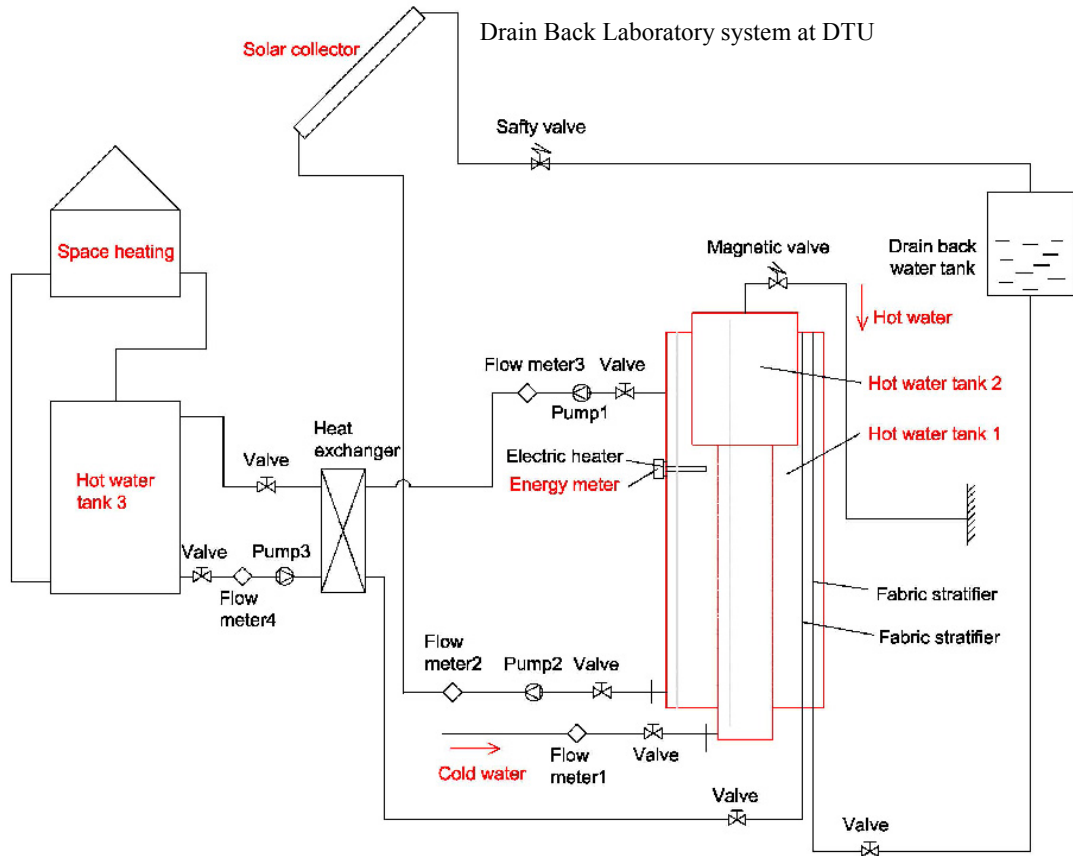 Drain Back Laboratory system at DTU
Solar collector
Safty valve
Space heating
Magnetic valve
Drain back
water tank
Hot water
Flow meter3
Valve
Pump1
Hot water tank 2
Hot water tank 1
Heat
exchanger
Electric heater
Energy meter
Valve
Hot water
tank 3
Valve
Pump3
Flow
meter4
Fabric stratifier
Fabric stratifier
Flow
meter2
Pump2
Valve
Cold water
Flow
meter1
Valve
Valve
Valve